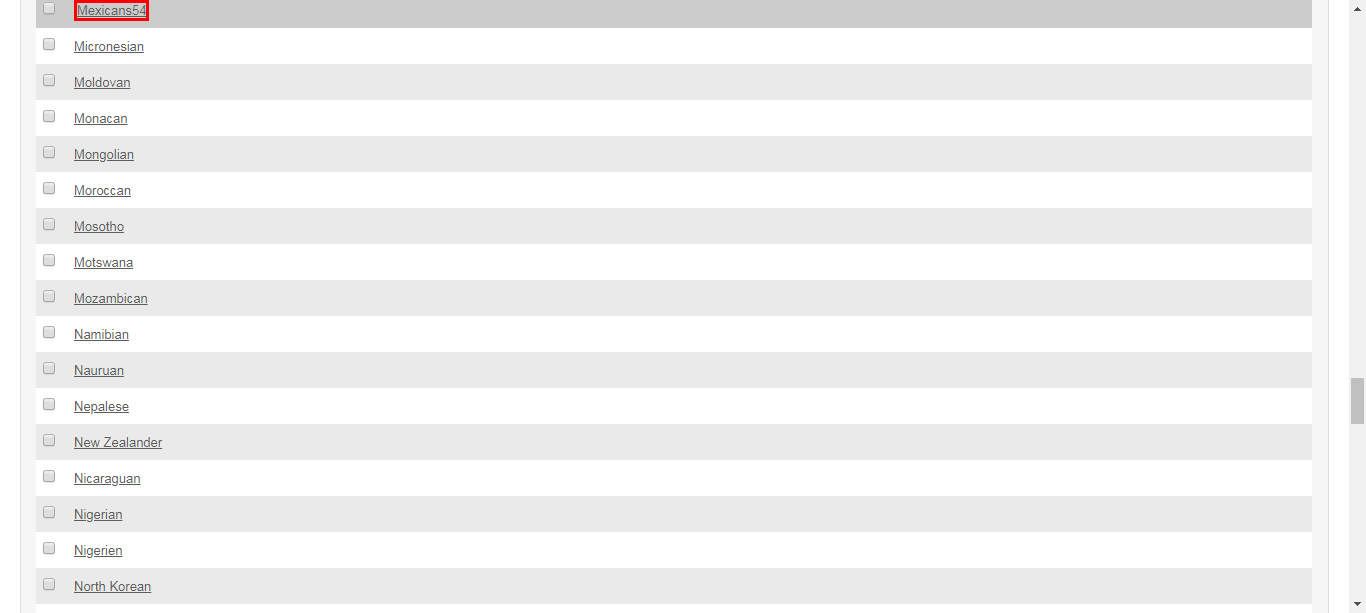 Mexicans54
Micronesian
Moldovan
Monacan
Mongolian
Moroccan
Mosotho
Motswana
Mozambican
Namibian
Nauruan
Nepalese
New Zealander
Nicaraguan
Nigerian
Nigerien
North Korean